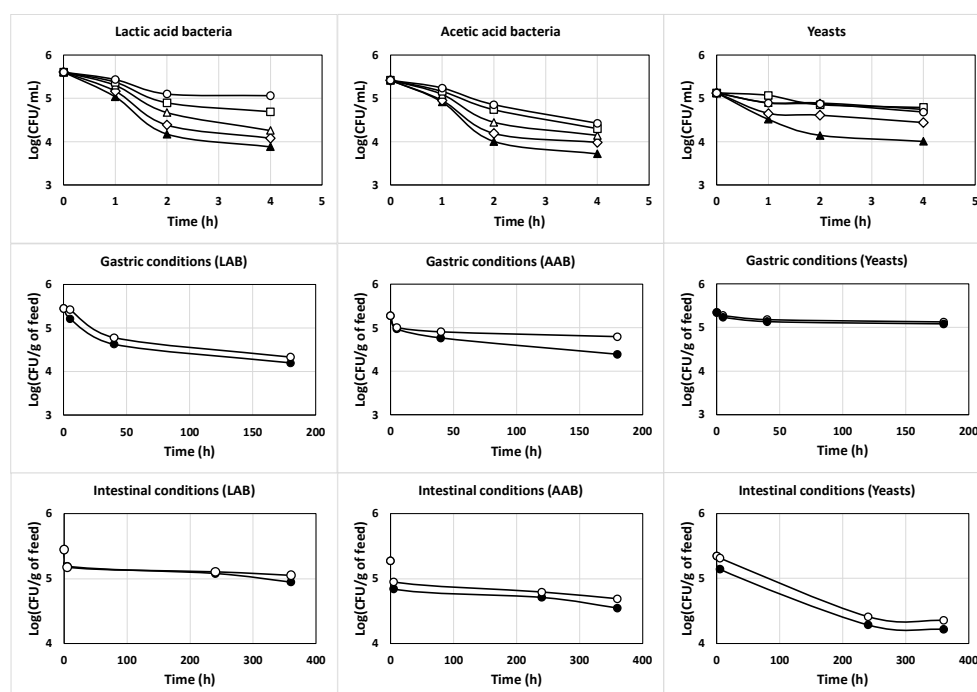 Lactic acid bacteria
Log(CFU/mL)
6
5
4
3
0 1 2 3 4 5
Time (h)
Acetic acid bacteria
Log(CFU/mL)
6
5
4
3
0 1 2 3 4 5
Time (h)
Yeasts
Log(CFU/mL)
6
5
4
3
0 1 2 3 4 5
Time (h)
Gastric conditions (LAB)
Log(CFU/g of feed)
6
5
4
3
0 50 100 150 200
Time (h)
Gastric conditions (AAB)
Log(CFU/g of feed)
6
5
4
3
0 50 100 150 200
Time (h)
Gastric conditions (Yeasts)
Log(CFU/g of feed)
6
5
4
3
0 50 100 150 200
Time (h)
Intestinal conditions (LAB)
Log(CFU/g of feed)
6
5
4
0 100 200 300 400
Time (h)
Intestinal conditions (AAB)
Log(CFU/g of feed)
6
5
4
0 100 200 300 400
Time (h)
Intestinal conditions (Yeasts)
Log(CFU/g of feed)
6
5
4
0 100 200 300 400
Time (h)